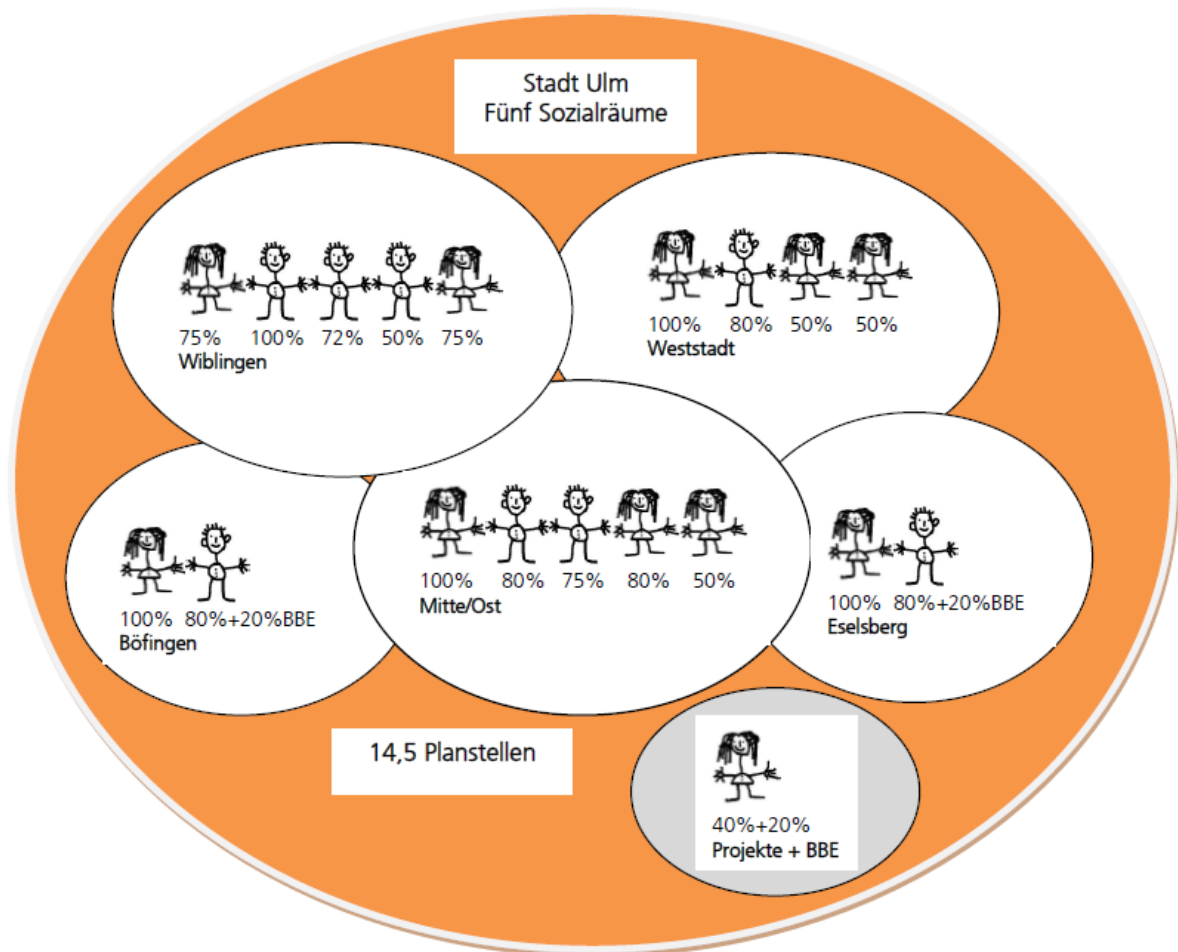 Stadt Ulm
Fünf Sozialräume
75% 100% 72% 50% 75%
Wiblingen
100% 80% 50% 50%
Weststadt
100% 80%+20%BBE
Böfingen
100% 80% 75% 80% 50%
Mitte/Ost
100% 80%+20%BBE
Eselsberg
14,5 Planstellen
40%+20%
Projekte + BBE